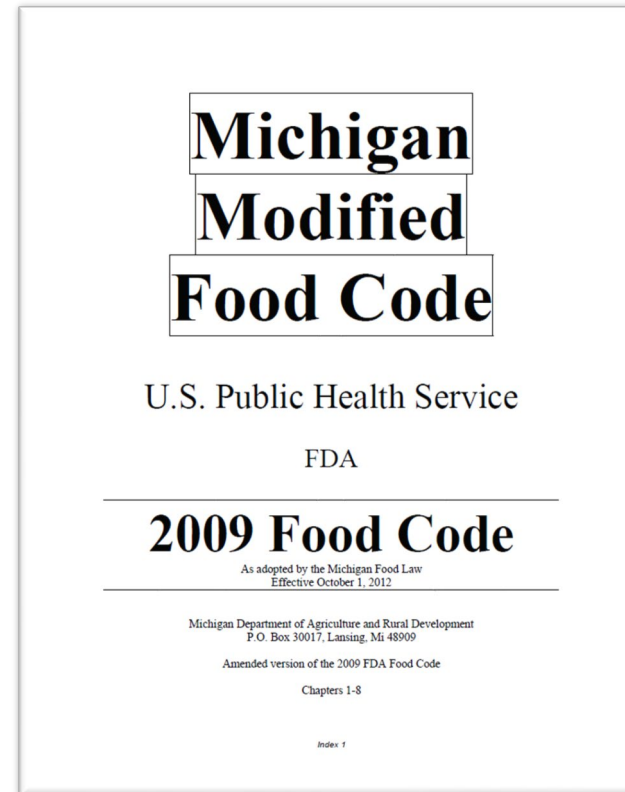 Michigan
Modified
Food Code
U.S. Public Health Service
FDA
2009 Food Code
As adopted by the Michigan Food Law
Effective October 1, 2012
Michigan Department of Agriculture and Rural Development
P.O. Box 30017, Lansing, Mi 48909
Amended version of the 2009 FDA Food Code
Chapters 1-8
Index 1